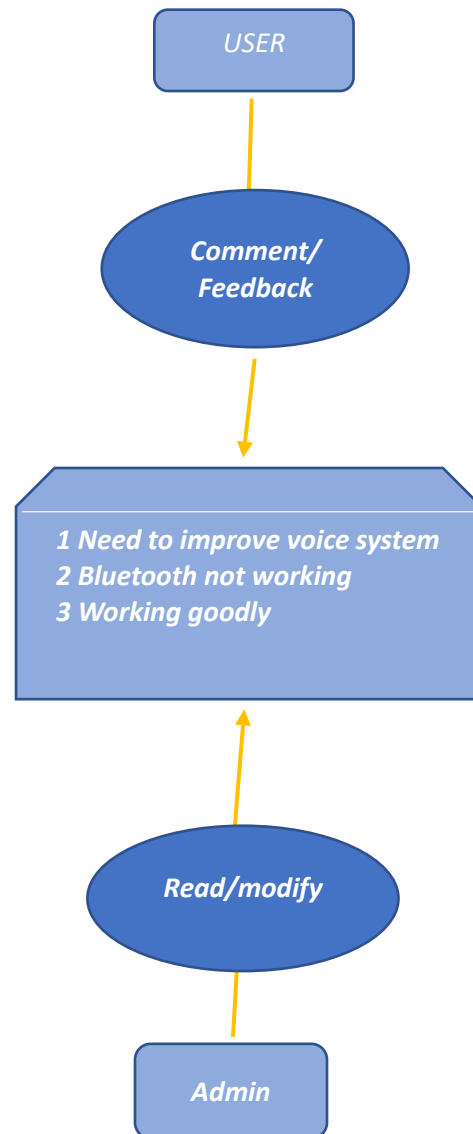 USER
Comment/
Feedback
1 Need to improve voice system
2 Bluetooth not working
3 Working goodly
Read/modify
Admin